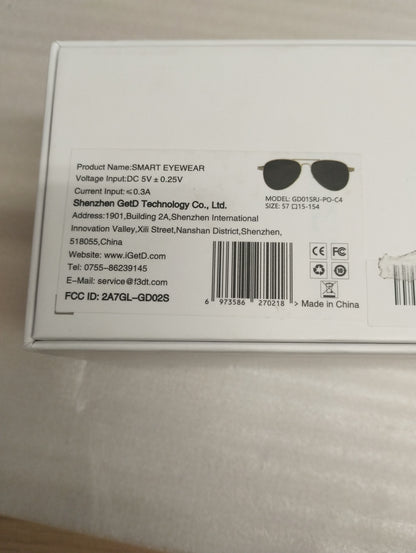 Product Name:SMART EYEWEAR
Voltage Input:DC 5V ± 0.25V
Current Input:≤0.3A
Shenzhen GetD Technology Co., Ltd.
Address:1901,Building 2A,Shenzhen International
Innovation Valley,Xili Street,Nanshan District,Shenzhen,
518055,China
Website: www.iGetD.com
Tel: 0755-86239145
E-Mail: service@f3dt.com
FCC ID: 2A7GL-GD02S
MODEL: GD01SRJ-PO-C4
SIZE: 57 □15-154
CE FC
6 973586 270218 >
Made in China